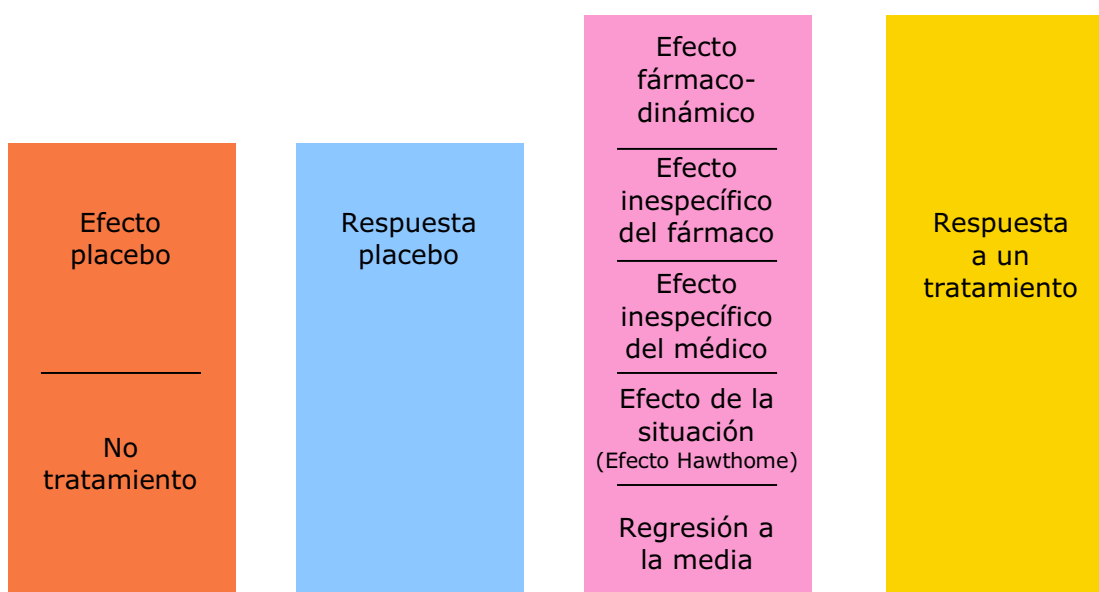 Efecto
placebo
No
tratamiento
Respuesta
placebo
Efecto
fármaco-
dinámico
Efecto
inespecífico
del fármaco
Efecto
inespecífico
del médico
Efecto de la
situación
(Efecto Hawthome)
Regresión a
la media
Respuesta
a un
tratamiento